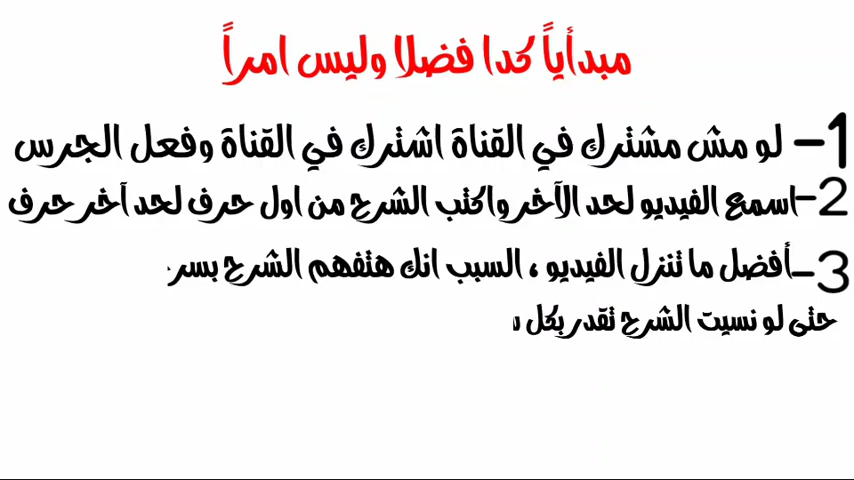 مبدأياً كدا فضلا وليس امراً
1- لو مش مشترك في القناة اشترك في القناة وفعل الجرس
2-اسمع الفيديو لحد الآخر واكتب الشرح من اول حرف لحد آخر حرف
3-أفضل ما تنزل الفيديو ، السبب انك هتفهم الشرح
حتى لو نسيت الشرح تقدر بكل